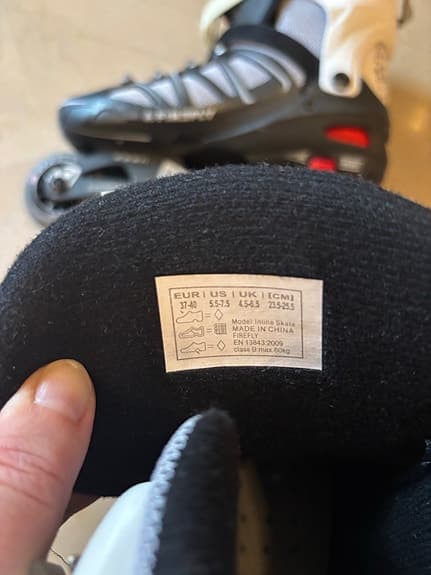 EUR | US | UK | [CM]
37-40 5.5-7.5 4.5-6.5 23.5-25.5
Model Inline Skate
MADE IN CHINA
FIREFLY
EN 13843:2009
class B max 60kg